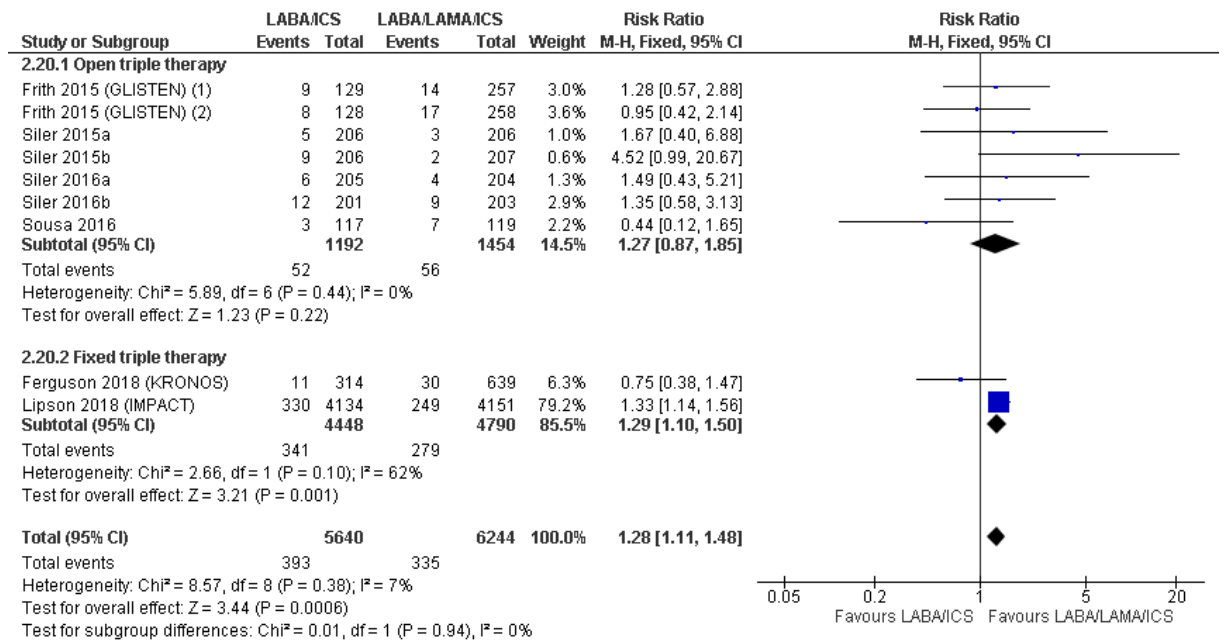 LABA/ICS LABA/LAMA/ICS Risk Ratio Risk Ratio
Study or Subgroup Events Total Events Total Weight M-H, Fixed, 95% CI M-H, Fixed, 95% CI
2.20.1 Open triple therapy
Frith 2015 (GLISTEN) (1) 9 129 14 257 3.0% 1.28 [0.57, 2.88]
Frith 2015 (GLISTEN) (2) 8 128 17 258 3.6% 0.95 [0.42, 2.14]
Siler 2015a 5 206 3 206 1.0% 1.67 [0.40, 6.88]
Siler 2015b 9 206 2 207 0.6% 4.52 [0.99, 20.67]
Siler 2016a 6 205 4 204 1.3% 1.49 [0.43, 5.21]
Siler 2016b 12 201 9 203 2.9% 1.35 [0.58, 3.13]
Sousa 2016 3 117 7 119 2.2% 0.44 [0.12, 1.65]
Subtotal (95% CI) 1192 1454 14.5% 1.27 [0.87, 1.85]
Total events 52 56
Heterogeneity: Chi² = 5.89, df = 6 (P = 0.44); I² = 0%
Test for overall effect: Z = 1.23 (P = 0.22)
2.20.2 Fixed triple therapy
Ferguson 2018 (KRONOS) 11 314 30 639 6.3% 0.75 [0.38, 1.47]
Lipson 2018 (IMPACT) 330 4134 249 4151 79.2% 1.33 [1.14, 1.56]
Subtotal (95% CI) 4448 4790 85.5% 1.29 [1.10, 1.50]
Total events 341 279
Heterogeneity: Chi² = 2.66, df = 1 (P = 0.10); I² = 62%
Test for overall effect: Z = 3.21 (P = 0.001)
Total (95% CI) 5640 6244 100.0% 1.28 [1.11, 1.48]
Total events 393 335
Heterogeneity: Chi² = 8.57, df = 8 (P = 0.38); I² = 7%
Test for overall effect: Z = 3.44 (P = 0.0006)
Test for subgroup differences: Chi² = 0.01, df = 1 (P = 0.94), I² = 0%
0.05 0.2 1 5 20
Favours LABA/ICS Favours LABA/LAMA/ICS